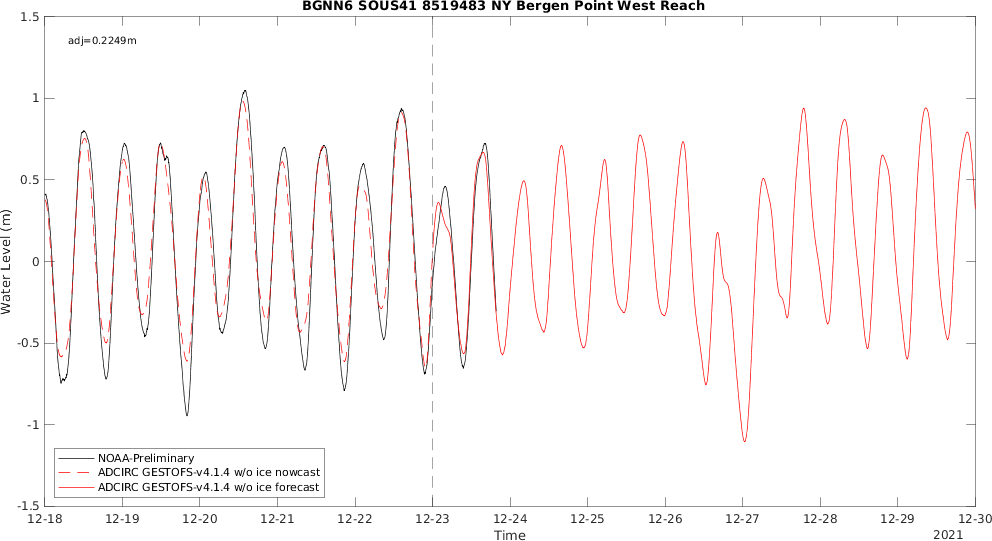 BGNN6 SOUS41 8519483 NY Bergen Point West Reach
adj=0.2249m
1.5
1
0.5
0
-0.5
-1
-1.5
Water Level (m)
NOAA-Preliminary
ADCIRC GESTOFS-v4.1.4 w/o ice nowcast
ADCIRC GESTOFS-v4.1.4 w/o ice forecast
12-18 12-19 12-20 12-21 12-22 12-23 12-24 12-25 12-26 12-27 12-28 12-29 12-30
Time
2021